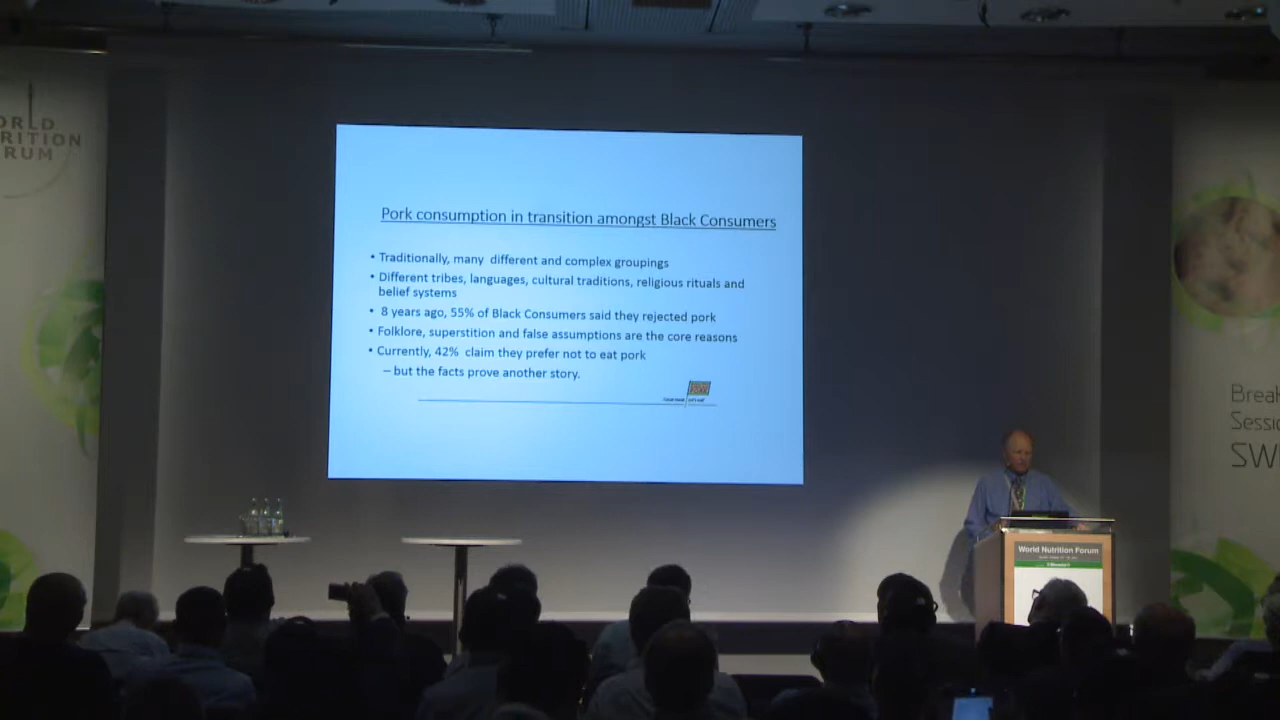 ORLD
RITION
RUM
Pork consumption in transition amongst Black Consumers
• Traditionally, many different and complex groupings
• Different tribes, languages, cultural traditions, religious rituals and
belief systems
• 8 years ago, 55% of Black Consumers said they rejected pork
• Folklore, superstition and false assumptions are the core reasons
• Currently, 42% claim they prefer not to eat pork
– but the facts prove another story.
Break
Sessio
SW
World Nutrition Forum